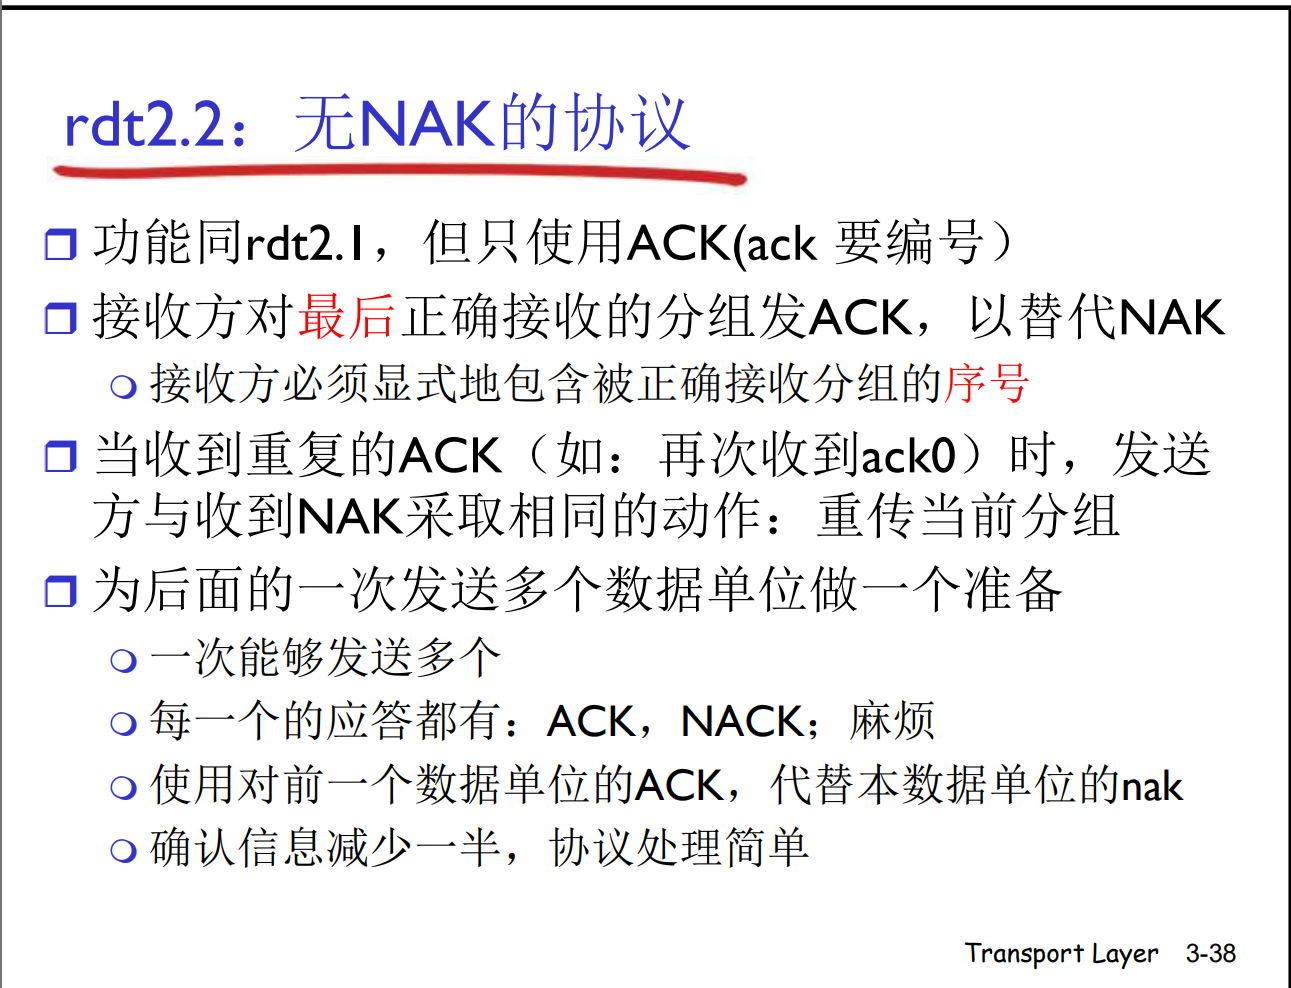 rdt2.2：无NAK的协议
功能同rdt2.1，但只使用ACK(ack 要编号）
接收方对最后正确接收的分组发ACK，以替代NAK
接收方必须显式地包含被正确接收分组的序号
当收到重复的ACK（如：再次收到ack0）时，发送
方与收到NAK采取相同的动作：重传当前分组
为后面的一次发送多个数据单位做一个准备
一次能够发送多个
每一个的应答都有：ACK，NACK；麻烦
使用对前一个数据单位的ACK，代替本数据单位的nak
确认信息减少一半，协议处理简单
Transport Layer 3-38